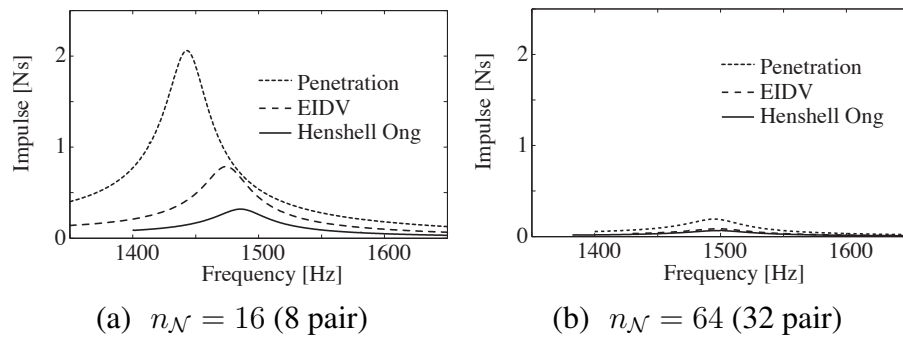 2
1
0
Impulse [Ns]
Penetration
EIDV
Henshell Ong
1400
1500
1600
Frequency [Hz]
(a) n𝒩 = 16 (8 pair)
2
1
0
Impulse [Ns]
Penetration
EIDV
Henshell Ong
1400
1500
1600
Frequency [Hz]
(b) n𝒩 = 64 (32 pair)